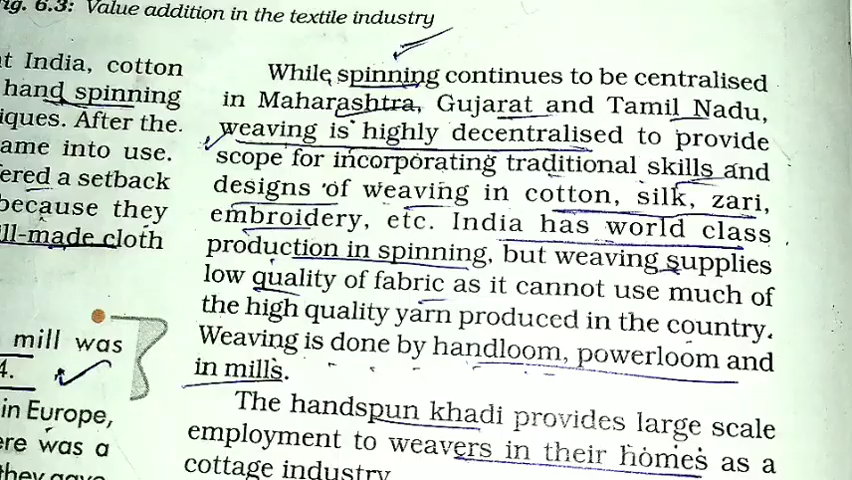 Fig. 6.3: Value addition in the textile industry
at India, cotton
hand spinning
iques. After the
ame into use.
ered a setback
because they
ll-made cloth
mill was
4.
in Europe,
ere was a
they gave
While spinning continues to be centralised
in Maharashtra, Gujarat and Tamil Nadu,
weaving is highly decentralised to provide
scope for incorporating traditional skills and
designs of weaving in cotton, silk, zari,
embroidery, etc. India has world class
production in spinning, but weaving supplies
low quality of fabric as it cannot use much of
the high quality yarn produced in the country.
Weaving is done by handloom, powerloom and
in mills.
The handspun khadi provides large scale
employment to weavers in their homes as a
cottage industry.